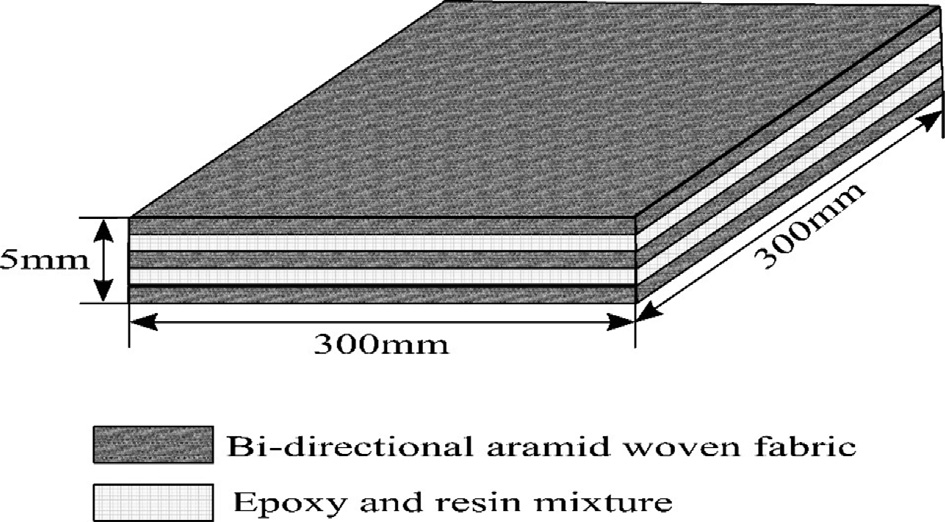 5mm
300mm
300mm
Bi-directional aramid woven fabric
Epoxy and resin mixture